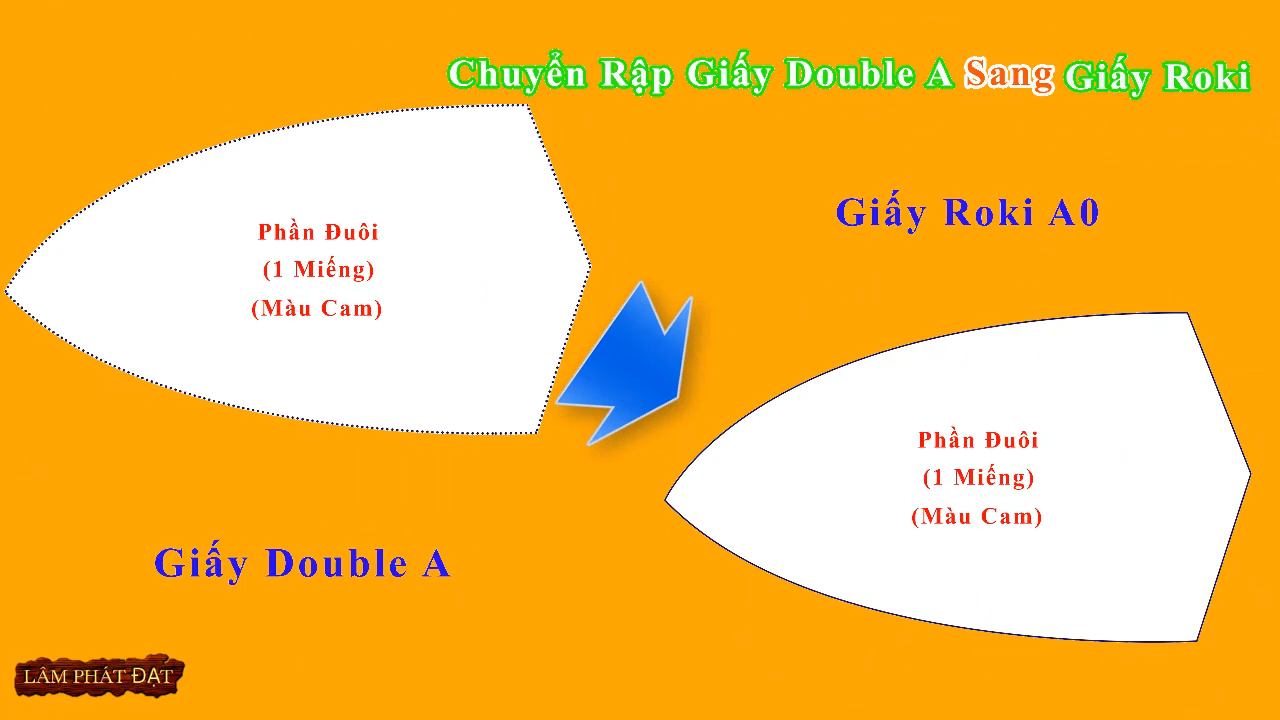 Chuyển Rập Giấy Double A Sang Giấy Roki
Phần Đuôi
(1 Miếng)
(Màu Cam)
Giấy Roki A0
Phần Đuôi
(1 Miếng)
(Màu Cam)
Giấy Double A
LÂM PHÁT ĐẠT